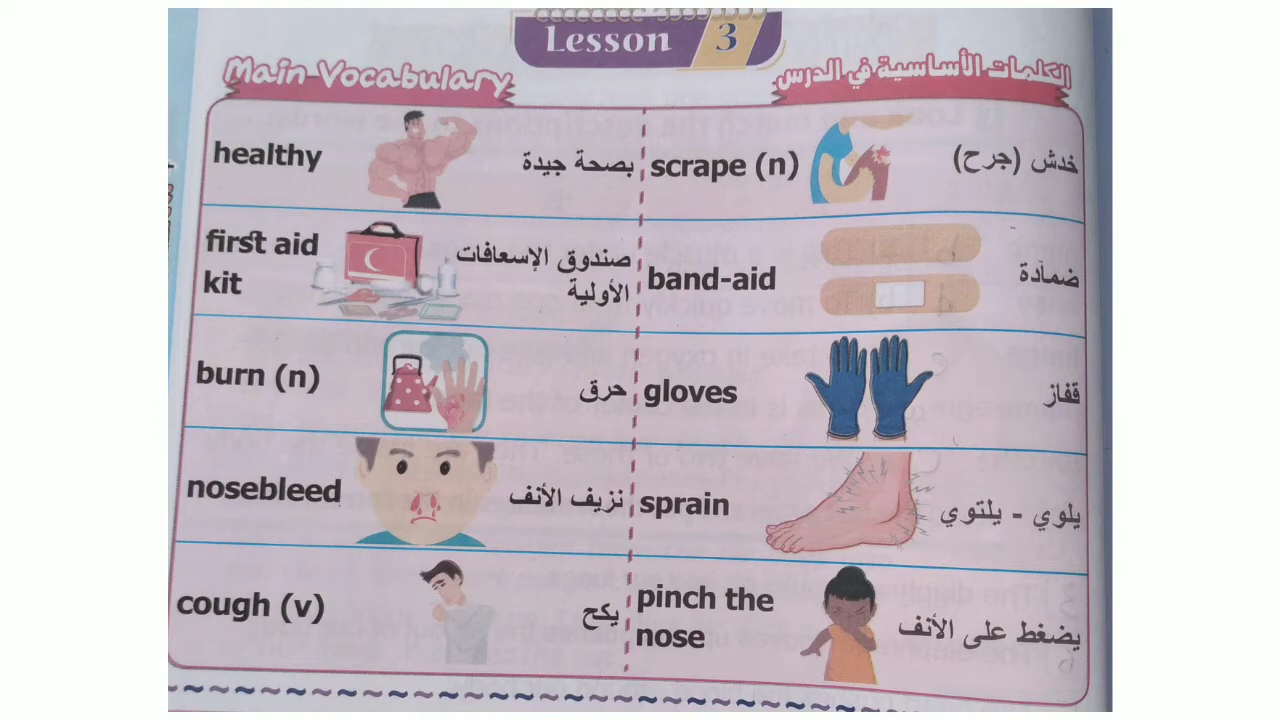 Lesson 3
Main Vocabulary
الكلمات الأساسية في الدرس
healthy
بصحة جيدة
scrape (n)
خدش (جرح)
first aid
kit
صندوق الإسعافات
الأولية
band-aid
ضمادة
burn (n)
حرق
gloves
قفاز
nosebleed
نزيف الأنف
sprain
يلوي - يلتوي
cough (v)
يكح
pinch the
nose
يضغط على الأنف